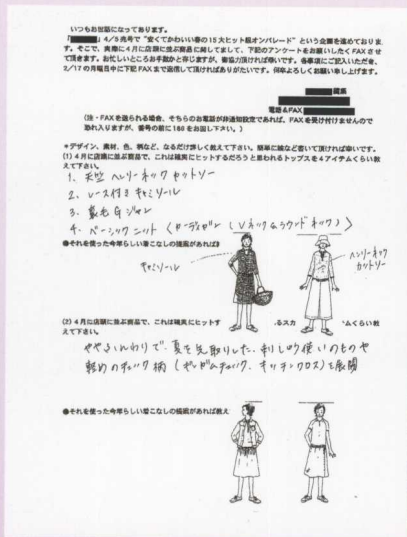 いつもお世話になっております。
「 」4/5売号で“安くてかわいい春の15大ヒット組オンパレード”という企画を進めておりま
す。そこで、実際に4月に店頭に並ぶ商品に関してまして、下記のアンケートをお願いしたくFAXさせ
て頂きます。お忙しいところお手数かと存じますが、御協力頂ければ幸いです。各事項にご記入いただき、
2/17の月曜日中に下記FAXまで返信して頂ければありがたいです。何卒よろしくお願い申し上げます。
編集
電話&FAX
(注・FAXを送られる場合、そちらのお電話が非通知設定であれば、FAXを受け付けませんので
恐れ入りますが、番号の前に186をお回し下さい。)
*デザイン、素材、色、柄など、なるだけ詳しく教えて下さい。簡単に絵など書いて頂ければ幸いです。
(1) 4月に店頭に並ぶ商品で、これは確実にヒットするだろうと思われるトップスを4アイテムくらい教
えて下さい。
1、天竺 ヘンリーネック カットソー
2、レース付き キャミソール
3、裏毛Gジャン
4、ベーシックニット(カーディガン(Vネック&ラウンドネック))
●それを使った今年らしい着こなしの描画があれば
キャミソール
ヘンリーネック
カットソー
(2) 4月に店頭に並ぶ商品で、これは確実にヒットす るスカ ムくらい教
えて下さい。
ややふんわりで、夏を先取りした、刺しゅう使いのものや
軽めのチェック柄(ギンガムチェック、キッチンクロス)を展開
●それを使った今年らしい着こなしの描画があれば教え